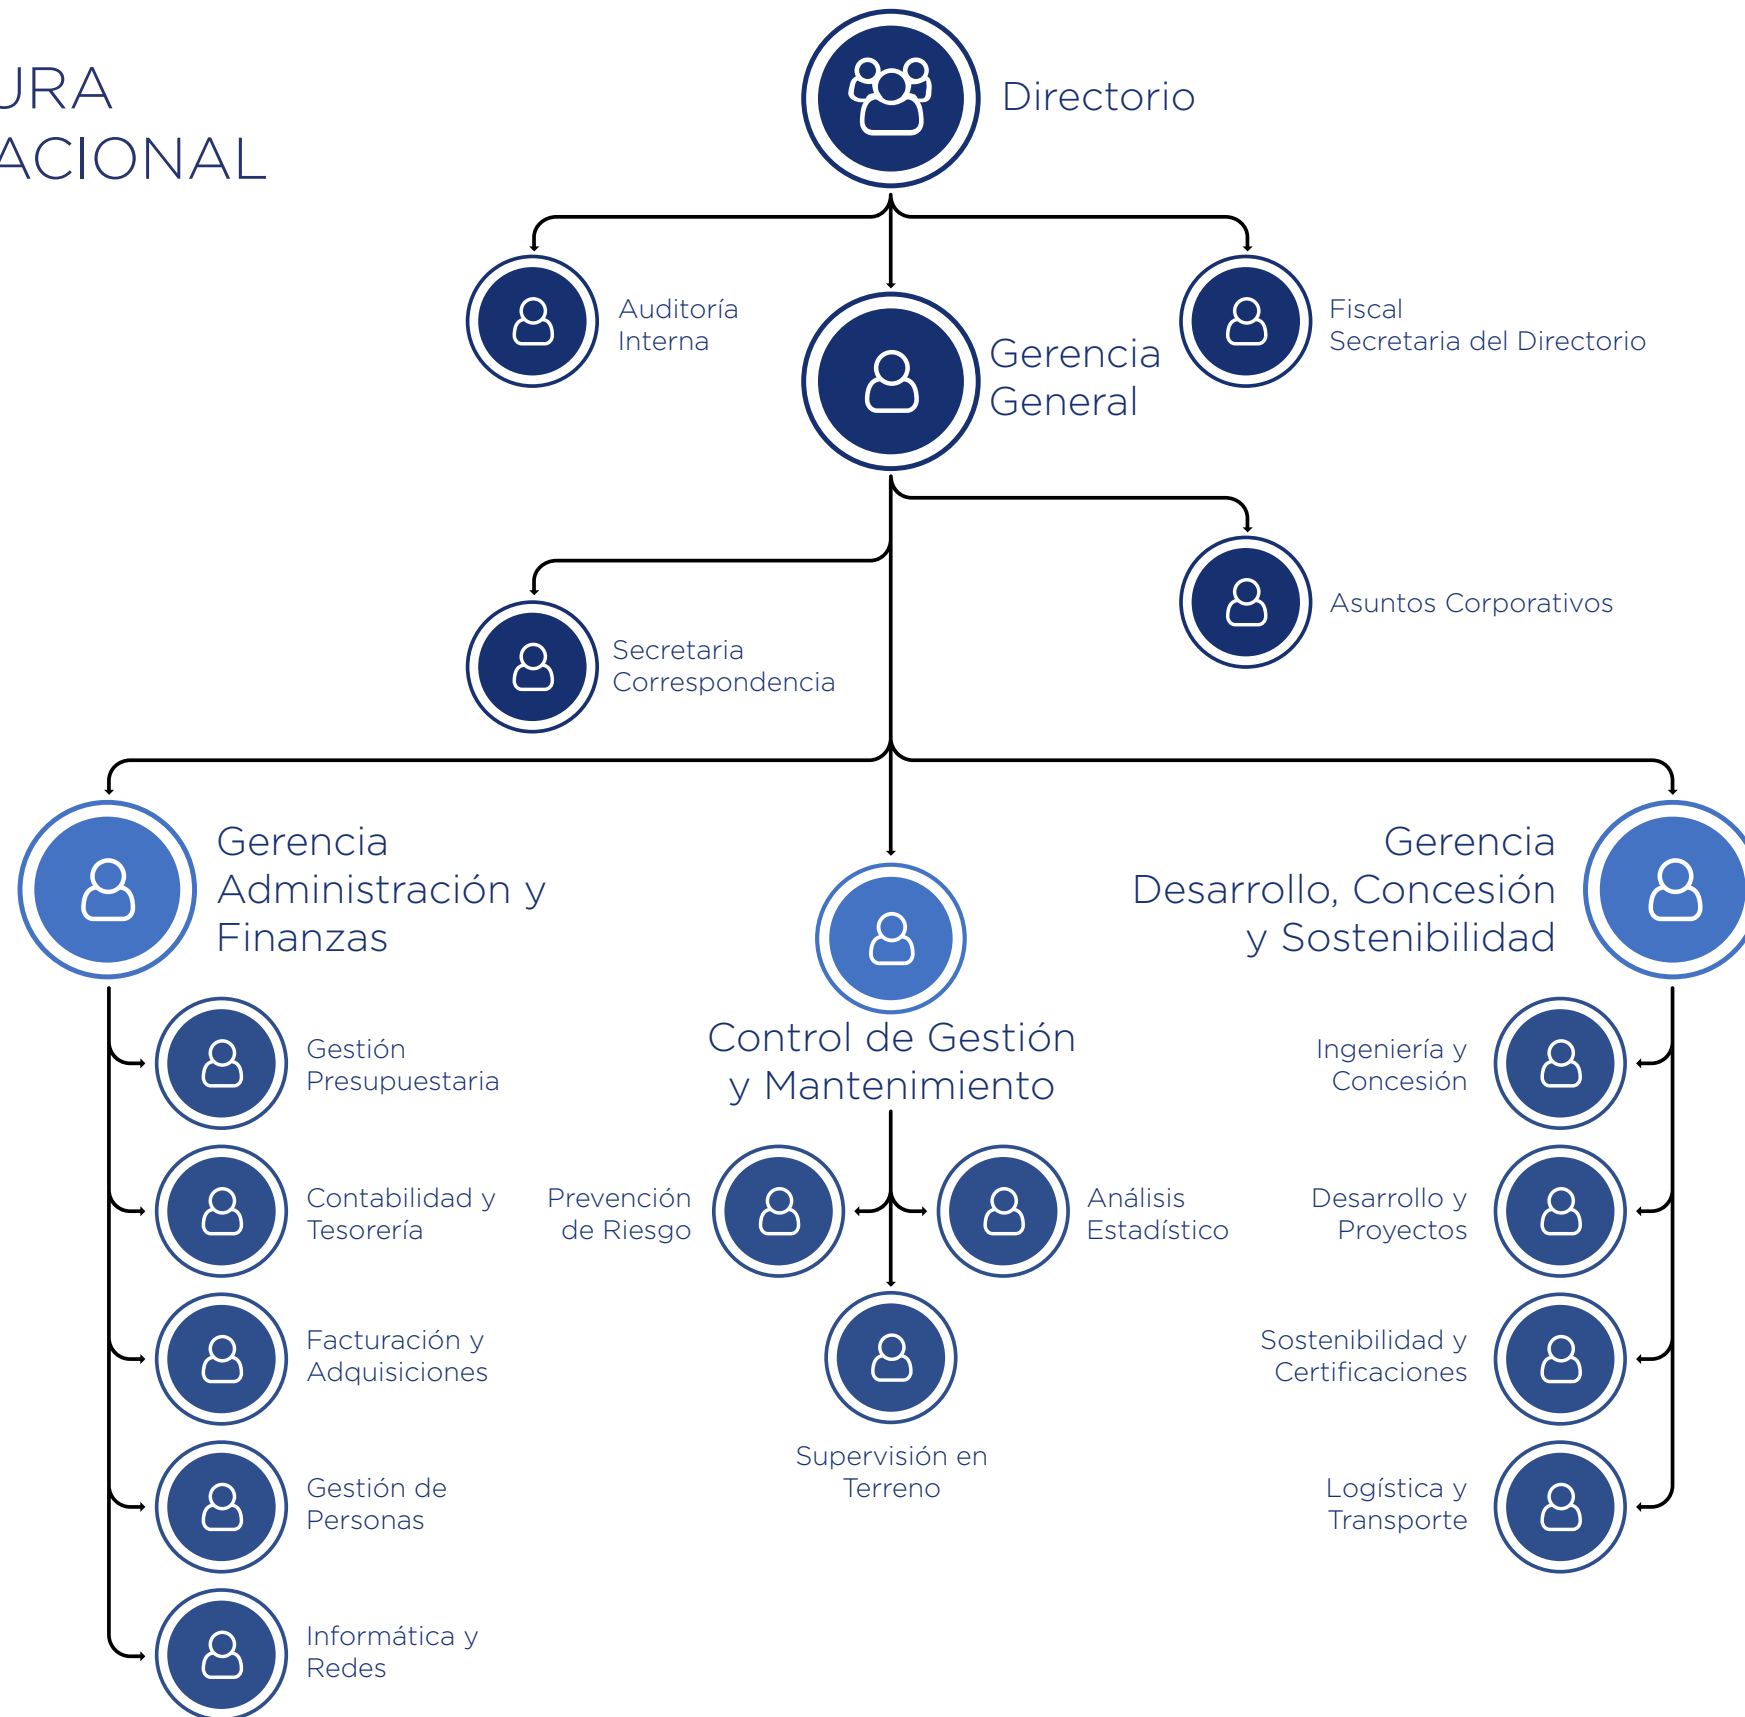 URA
ACIONAL
Directorio
Auditoría
Interna
Gerencia
General
Fiscal
Secretaria del Directorio
Asuntos Corporativos
Secretaria
Correspondencia
Gerencia
Administración y
Finanzas
Control de Gestión
y Mantenimiento
Gerencia
Desarrollo, Concesión
y Sostenibilidad
Gestión
Presupuestaria
Contabilidad y
Tesorería
Facturación y
Adquisiciones
Gestión de
Personas
Informática y
Redes
Prevención
de Riesgo
Análisis
Estadístico
Supervisión en
Terreno
Ingeniería y
Concesión
Desarrollo y
Proyectos
Sostenibilidad y
Certificaciones
Logística y
Transporte